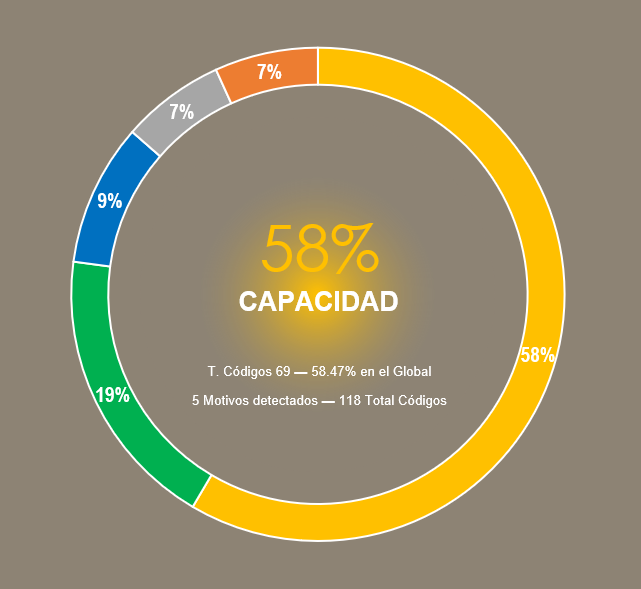 7%
7%
9%
58%
CAPACIDAD
58%
T. Códigos 69 — 58.47% en el Global
19%
5 Motivos detectados — 118 Total Códigos